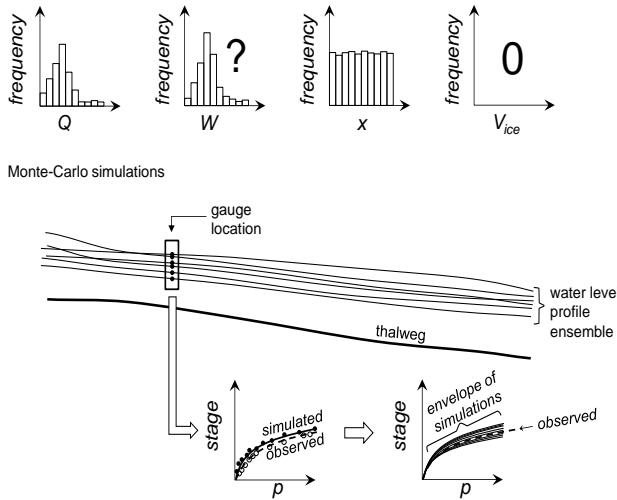 frequency
Q
frequency
?
W
frequency
x
frequency
0
Vice
Monte-Carlo simulations
gauge
location
water leve
profile
ensemble
thalweg
stage
simulated
observed
p
stage
envelope of
simulations
← observed
p